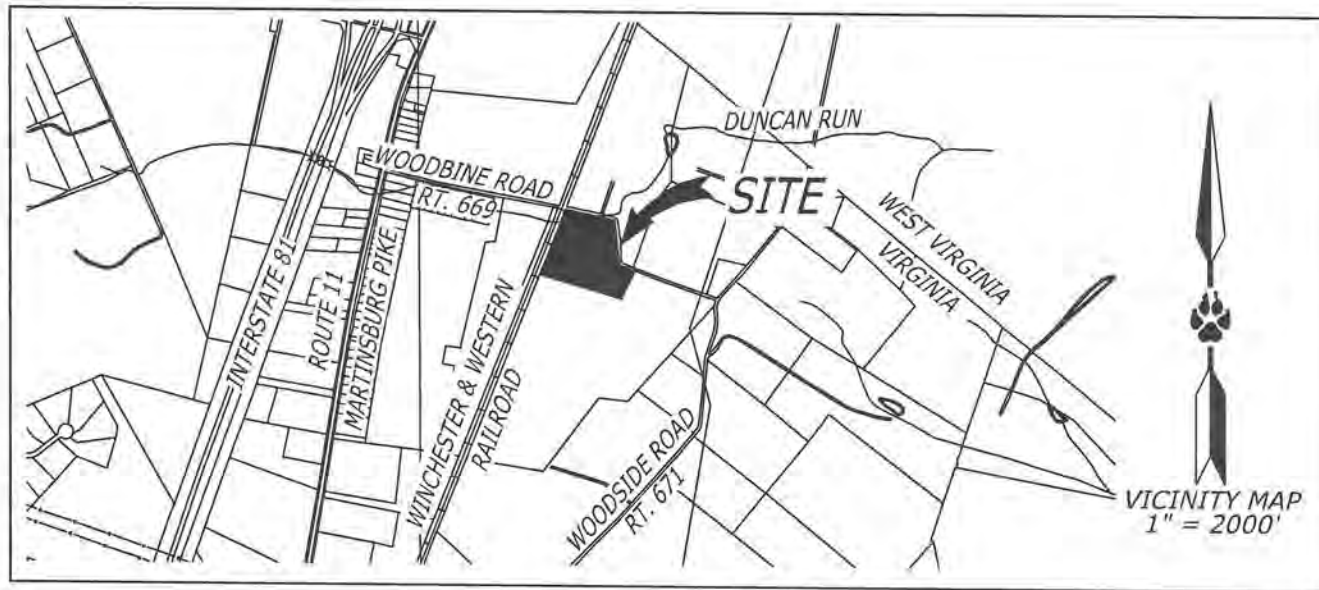 DUNCAN RUN
WOODBINE ROAD
RT. 669
SITE
WEST VIRGINIA
VIRGINIA
INTERSTATE 81
ROUTE 11
MARTINSBURG PIKE
WINCHESTER & WESTERN
RAILROAD
WOODSIDE ROAD
RT. 671
VICINITY MAP
1" = 2000'